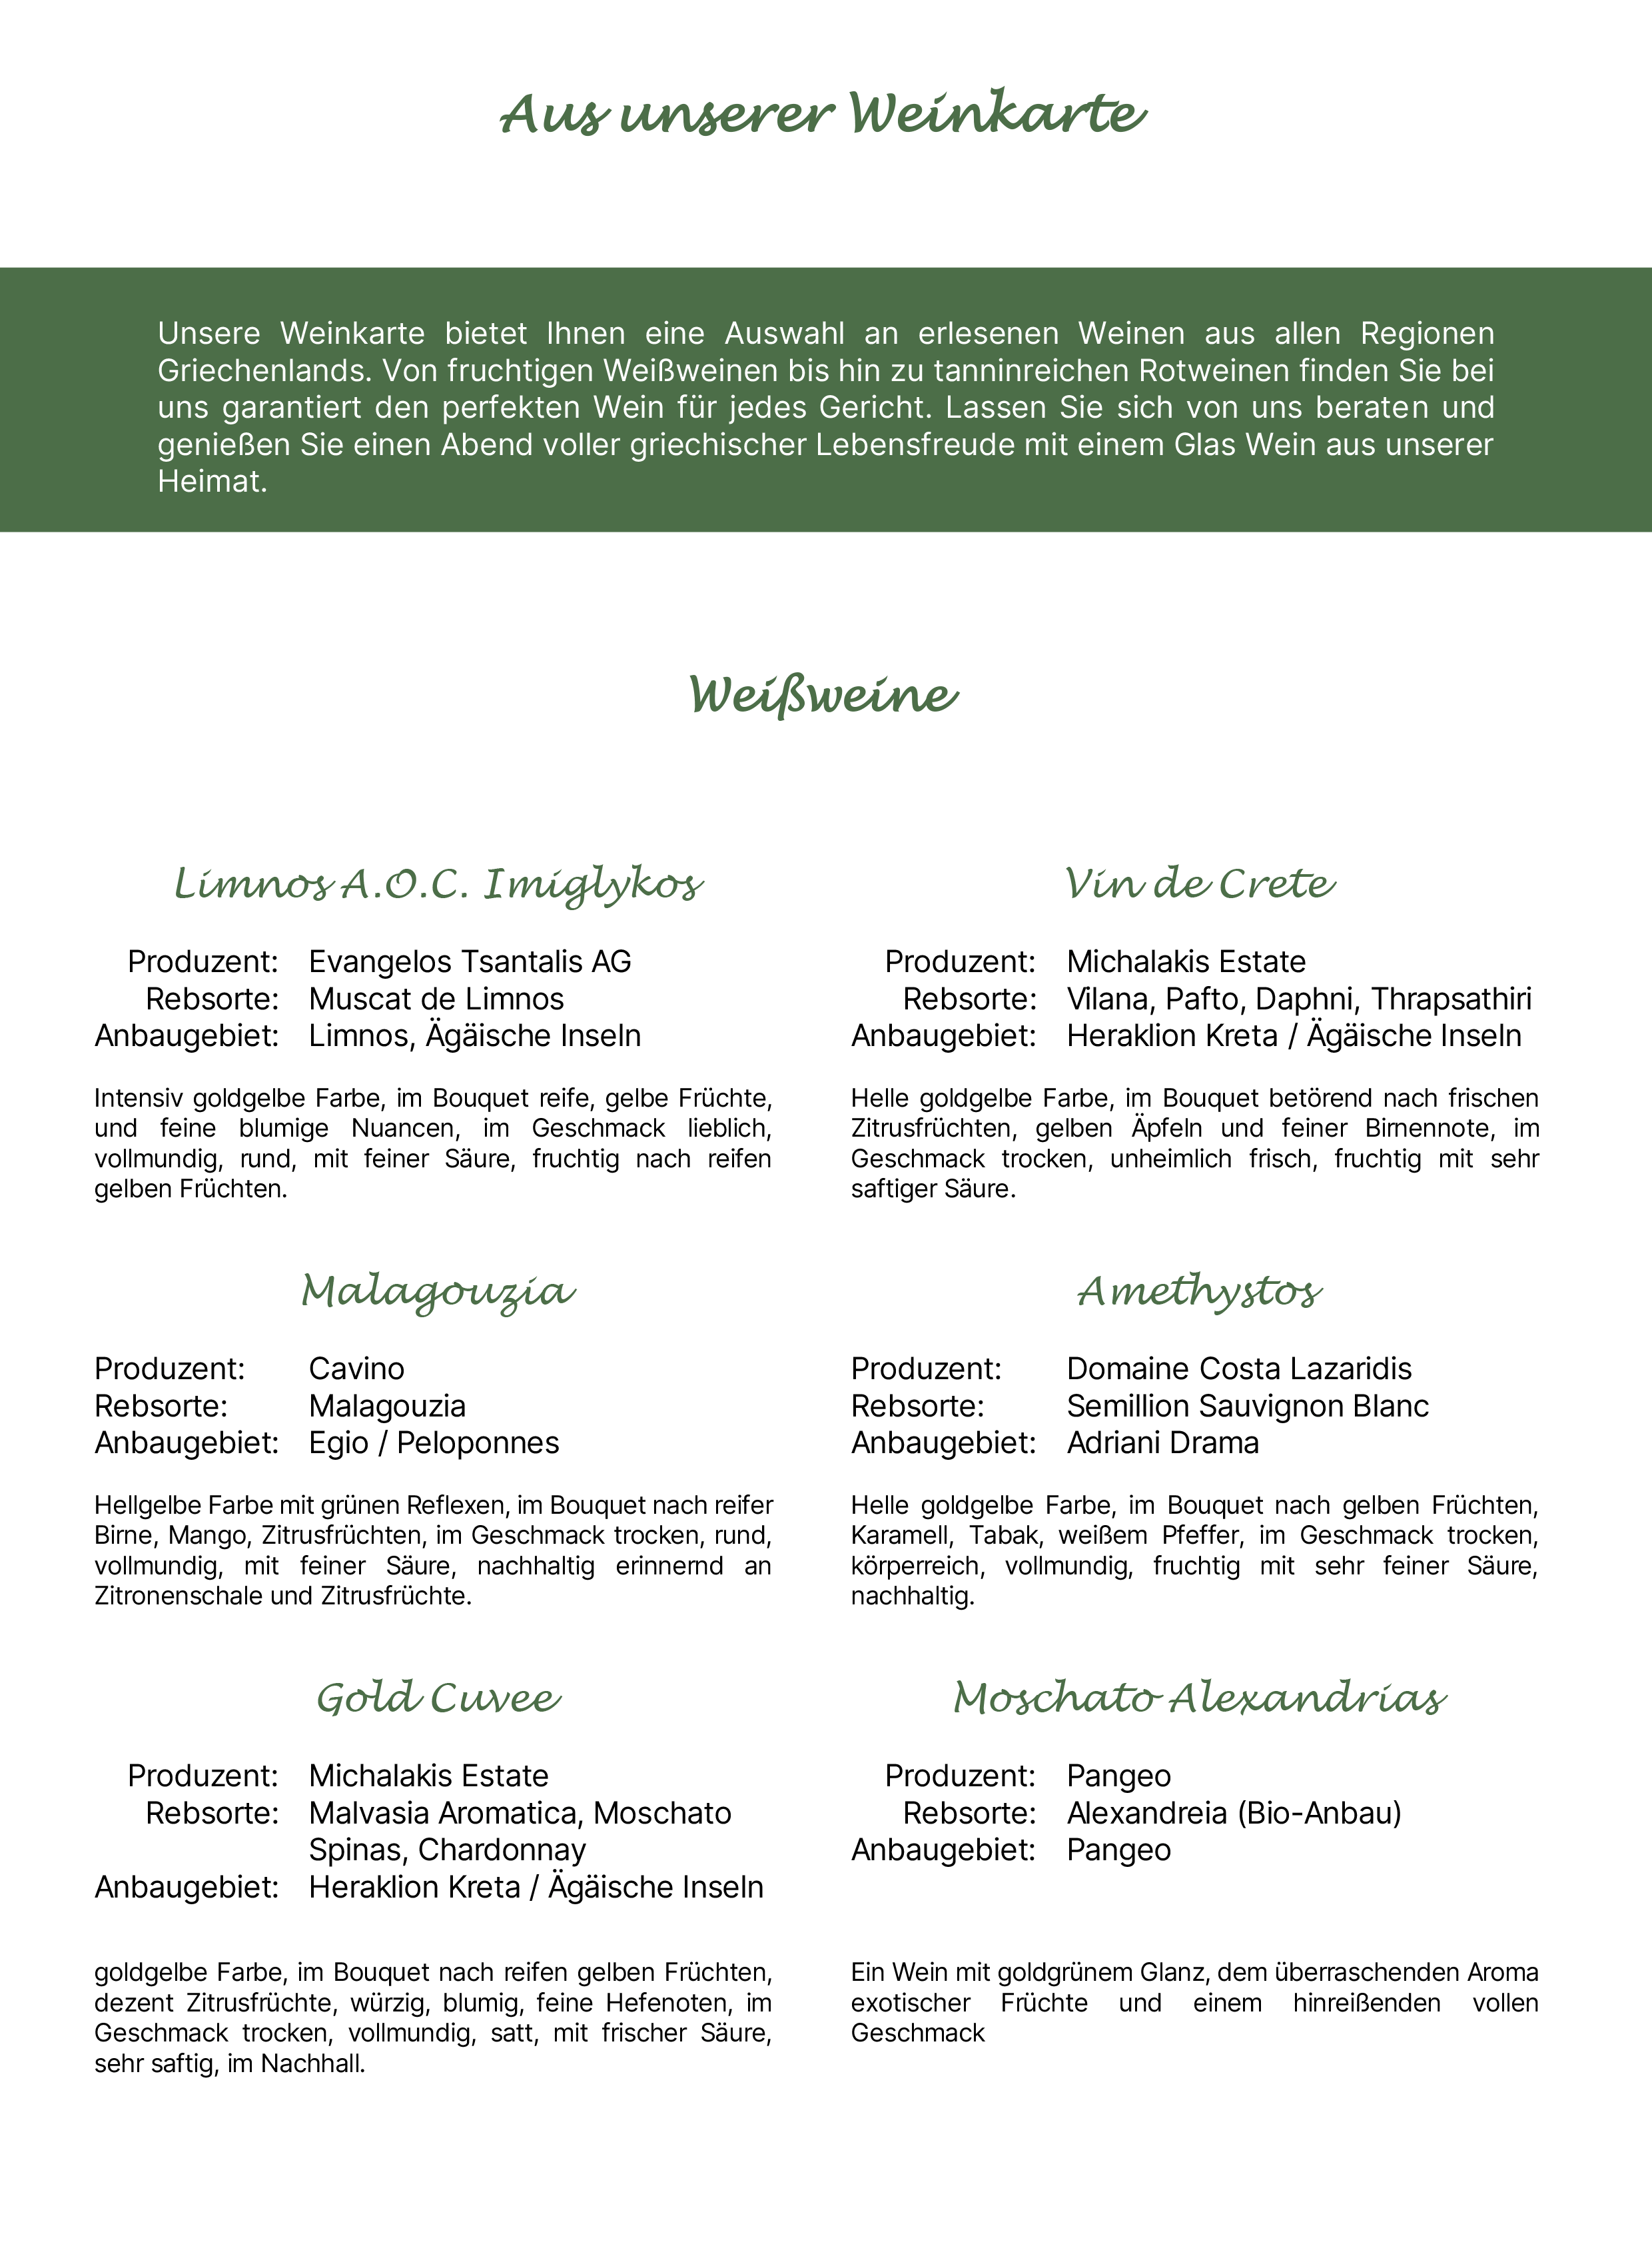 Aus unserer Weinkarte
Unsere Weinkarte bietet Ihnen eine Auswahl an erlesenen Weinen aus allen Regionen
Griechenlands. Von fruchtigen Weißweinen bis hin zu tanninreichen Rotweinen finden Sie bei
uns garantiert den perfekten Wein für jedes Gericht. Lassen Sie sich von uns beraten und
genießen Sie einen Abend voller griechischer Lebensfreude mit einem Glas Wein aus unserer
Heimat.
Weißweine
Limnos A.O.C. Imiglykos
Produzent: Evangelos Tsantalis AG
Rebsorte: Muscat de Limnos
Anbaugebiet: Limnos, Ägäische Inseln
Intensiv goldgelbe Farbe, im Bouquet reife, gelbe Früchte,
und feine blumige Nuancen, im Geschmack lieblich,
vollmundig, rund, mit feiner Säure, fruchtig nach reifen
gelben Früchten.
Vin de Crete
Produzent: Michalakis Estate
Rebsorte: Vilana, Pafto, Daphni, Thrapsathiri
Anbaugebiet: Heraklion Kreta / Ägäische Inseln
Helle goldgelbe Farbe, im Bouquet betörend nach frischen
Zitrusfrüchten, gelben Äpfeln und feiner Birnennote, im
Geschmack trocken, unheimlich frisch, fruchtig mit sehr
saftiger Säure.
Malagouzia
Produzent: Cavino
Rebsorte: Malagouzia
Anbaugebiet: Egio / Peloponnes
Hellgelbe Farbe mit grünen Reflexen, im Bouquet nach reifer
Birne, Mango, Zitrusfrüchten, im Geschmack trocken, rund,
vollmundig, mit feiner Säure, nachhaltig erinnernd an
Zitronenschale und Zitrusfrüchte.
Amethystos
Produzent: Domaine Costa Lazaridis
Rebsorte: Semillion Sauvignon Blanc
Anbaugebiet: Adriani Drama
Helle goldgelbe Farbe, im Bouquet nach gelben Früchten,
Karamell, Tabak, weißem Pfeffer, im Geschmack trocken,
körperreich, vollmundig, fruchtig mit sehr feiner Säure,
nachhaltig.
Gold Cuvee
Produzent: Michalakis Estate
Rebsorte: Malvasia Aromatica, Moschato
Spinas, Chardonnay
Anbaugebiet: Heraklion Kreta / Ägäische Inseln
goldgelbe Farbe, im Bouquet nach reifen gelben Früchten,
dezent Zitrusfrüchte, würzig, blumig, feine Hefenoten, im
Geschmack trocken, vollmundig, satt, mit frischer Säure,
sehr saftig, im Nachhall.
Moschato Alexandrias
Produzent: Pangeo
Rebsorte: Alexandreia (Bio-Anbau)
Anbaugebiet: Pangeo
Ein Wein mit goldgrünem Glanz, dem überraschenden Aroma
exotischer Früchte und einem hinreißenden vollen
Geschmack